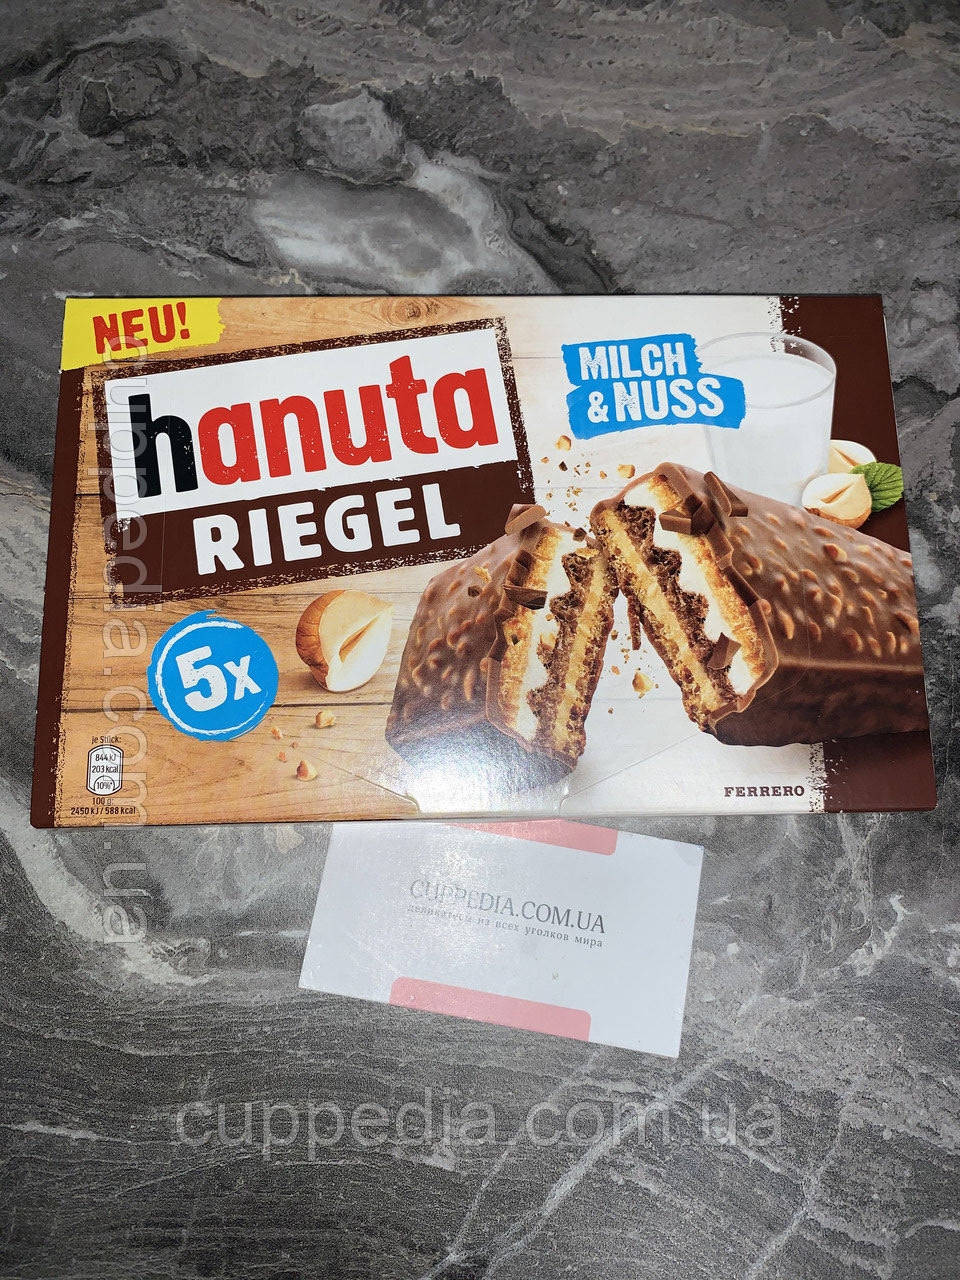 NEU!
hanuta
RIEGEL
MILCH
& NUSS
5x
je Stück:
844 kJ
203 kcal
10%*
100 g:
2450 kJ / 588 kcal
FERRERO
cuppedia.com.ua
CUPPEDIA.COM.UA
деликатесы из всех уголков мира
cuppedia.com.ua